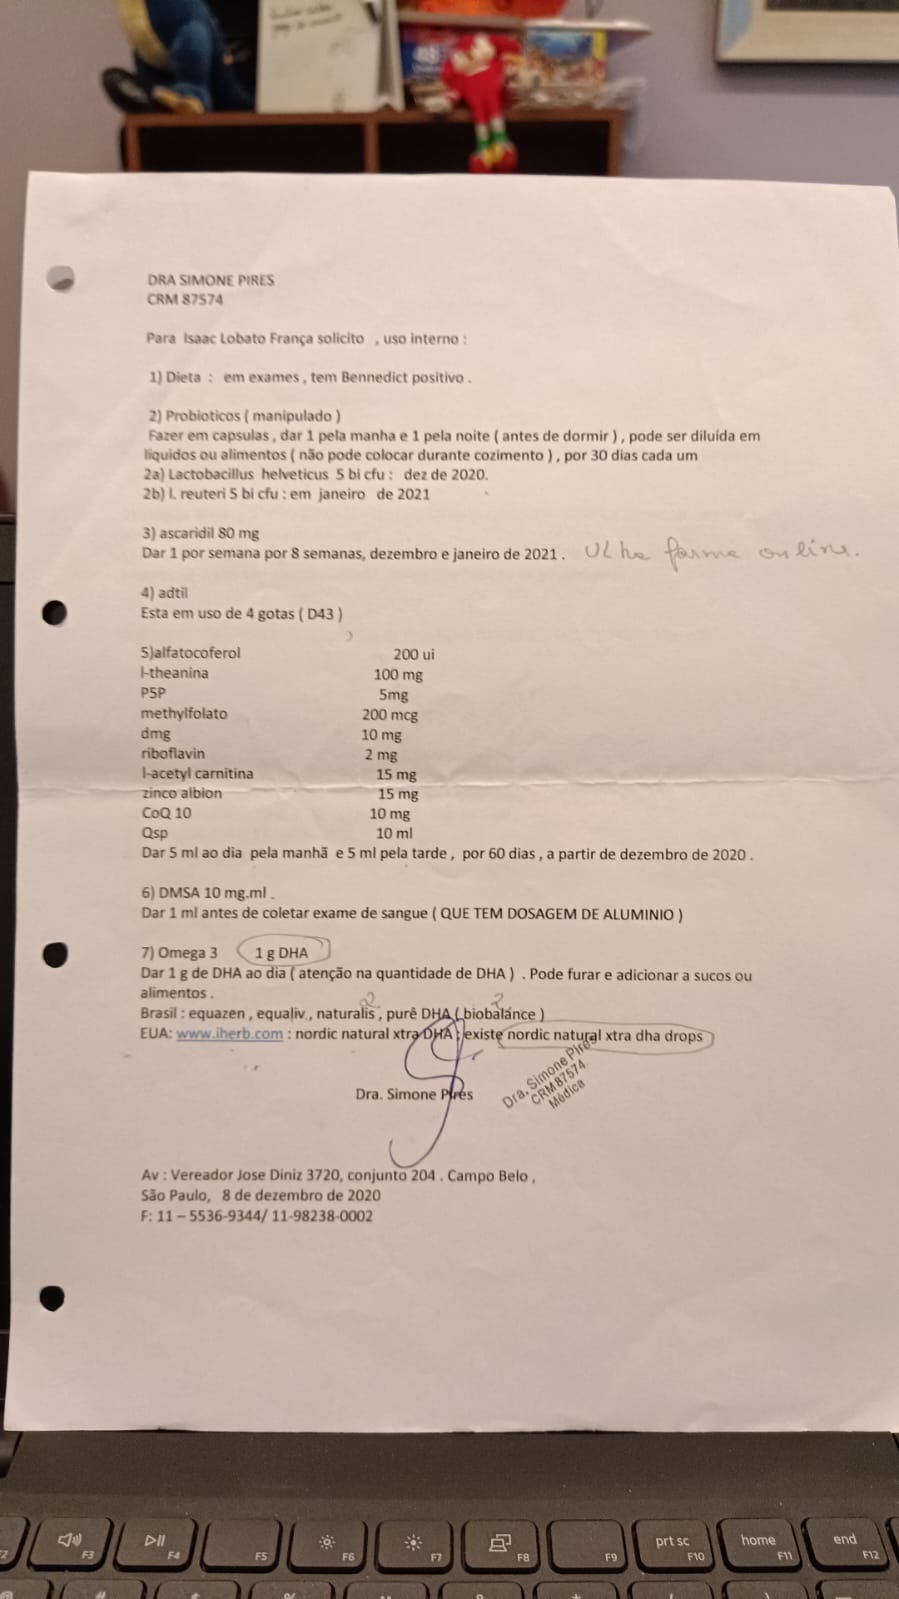 DRA SIMONE PIRES
CRM 87574
Para Isaac Lobato França solicito , uso interno :
1) Dieta : em exames , tem Bennedict positivo .
2) Probioticos ( manipulado )
Fazer em capsulas , dar 1 pela manha e 1 pela noite ( antes de dormir ) , pode ser diluída em
liquidos ou alimentos ( não pode colocar durante cozimento ) , por 30 dias cada um
2a) Lactobacillus helveticus 5 bi cfu : dez de 2020.
2b) l. reuteri 5 bi cfu : em janeiro de 2021
3) ascaridil 80 mg
Dar 1 por semana por 8 semanas, dezembro e janeiro de 2021 . farma online.
4) adtil
Esta em uso de 4 gotas ( D43 )
5)alfatocoferol 200 ui
l-theanina 100 mg
P5P 5mg
methylfolato 200 mcg
dmg 10 mg
riboflavin 2 mg
l-acetyl carnitina 15 mg
zinco albion 15 mg
CoQ 10 10 mg
Qsp 10 ml
Dar 5 ml ao dia pela manhã e 5 ml pela tarde , por 60 dias , a partir de dezembro de 2020 .
6) DMSA 10 mg.ml .
Dar 1 ml antes de coletar exame de sangue ( QUE TEM DOSAGEM DE ALUMINIO )
7) Omega 3 1 g DHA
Dar 1 g de DHA ao dia ( atenção na quantidade de DHA ) . Pode furar e adicionar a sucos ou
alimentos .
Brasil : equazen , equaliv , naturalis , purê DHA ( biobalance )
EUA: www.iherb.com : nordic natural xtra DHA ; existe nordic natural xtra dha drops
Dra. Simone Pires
CRM 87574
Médica
Dra. Simone Pires
Av : Vereador Jose Diniz 3720, conjunto 204 . Campo Belo ,
São Paulo, 8 de dezembro de 2020
F: 11 – 5536-9344/ 11-98238-0002
F3
F4
F5
F6
F7
F8
F9
prt sc
F10
home
F11
end
F12